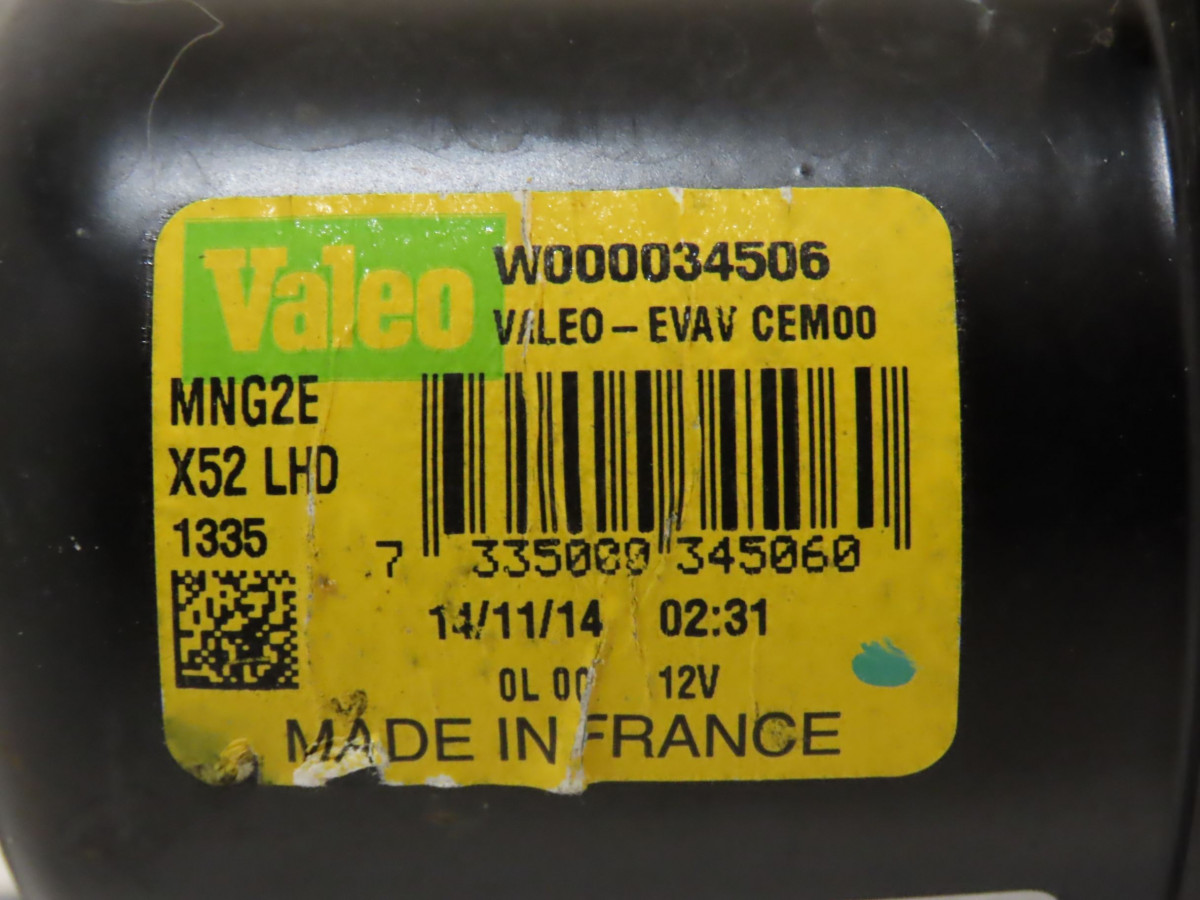 Valeo
W000034506
VALEO-EVAV CEM00
MNG2E
X52 LHD
1335
7 335000 345060
14/11/14 02:31
0L 00 12V
MADE IN FRANCE